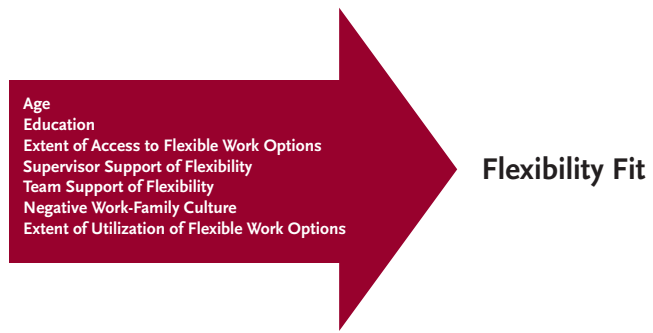 Age
Education
Extent of Access to Flexible Work Options
Supervisor Support of Flexibility
Team Support of Flexibility
Negative Work-Family Culture
Extent of Utilization of Flexible Work Options
Flexibility Fit